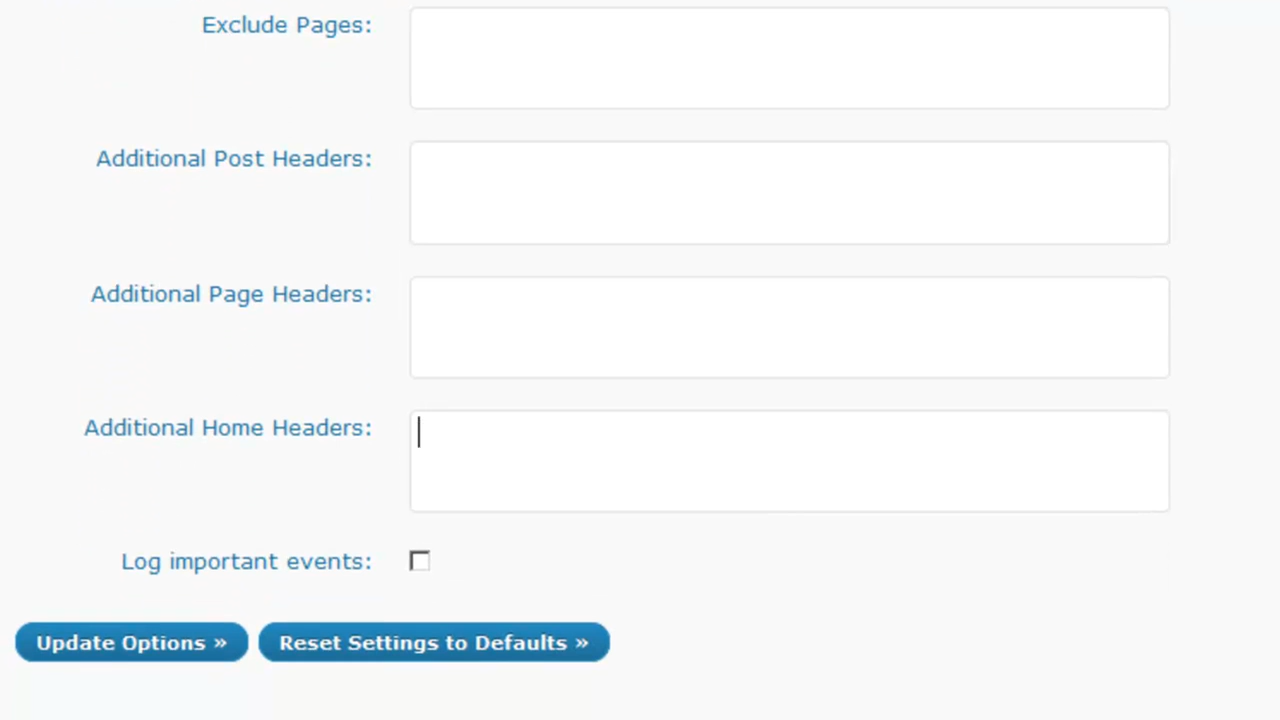 Exclude Pages:
Additional Post Headers:
Additional Page Headers:
Additional Home Headers:
Log important events:
Update Options » Reset Settings to Defaults »